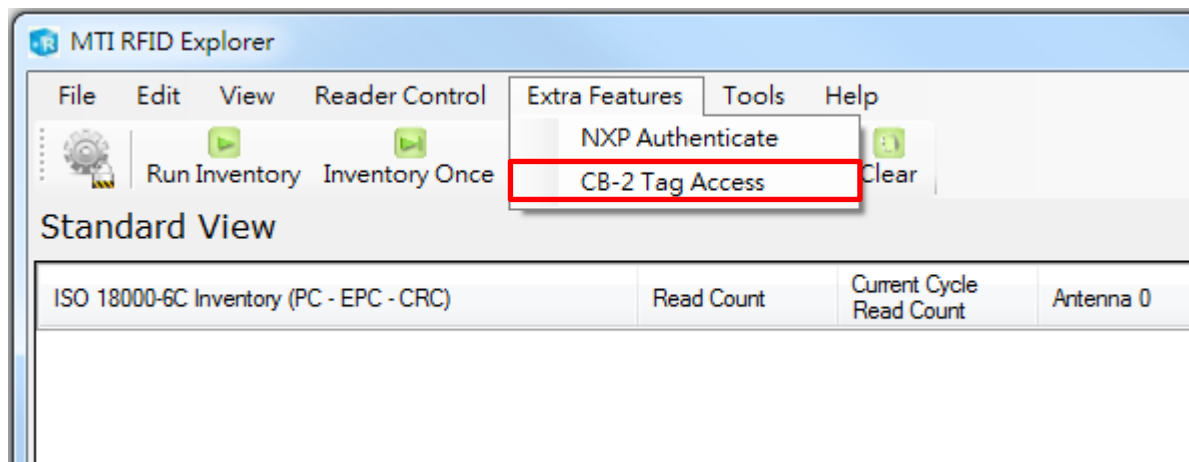 MTI RFID Explorer
File Edit View Reader Control Extra Features Tools Help
NXP Authenticate
CB-2 Tag Access
Run Inventory Inventory Once Clear
Standard View
ISO 18000-6C Inventory (PC - EPC - CRC) Read Count Current Cycle Read Count Antenna 0